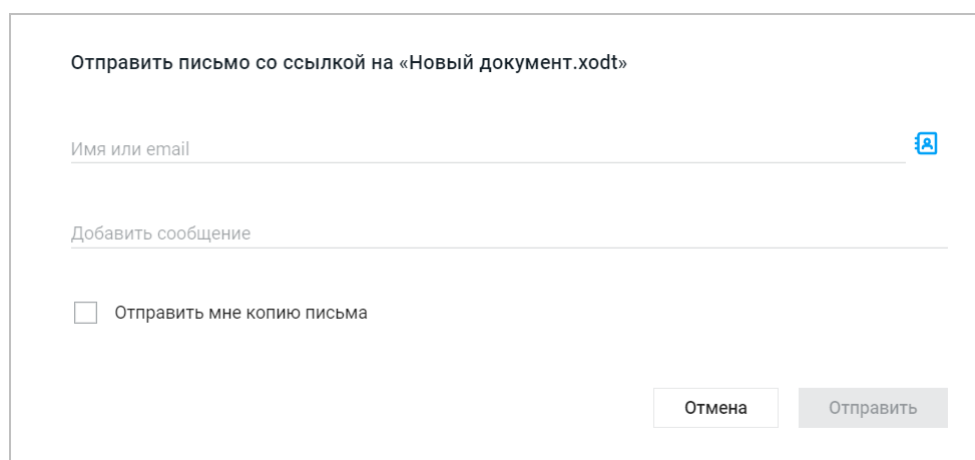 Отправить письмо со ссылкой на «Новый документ.xodt»
Имя или email
Добавить сообщение
Отправить мне копию письма
Отмена
Отправить